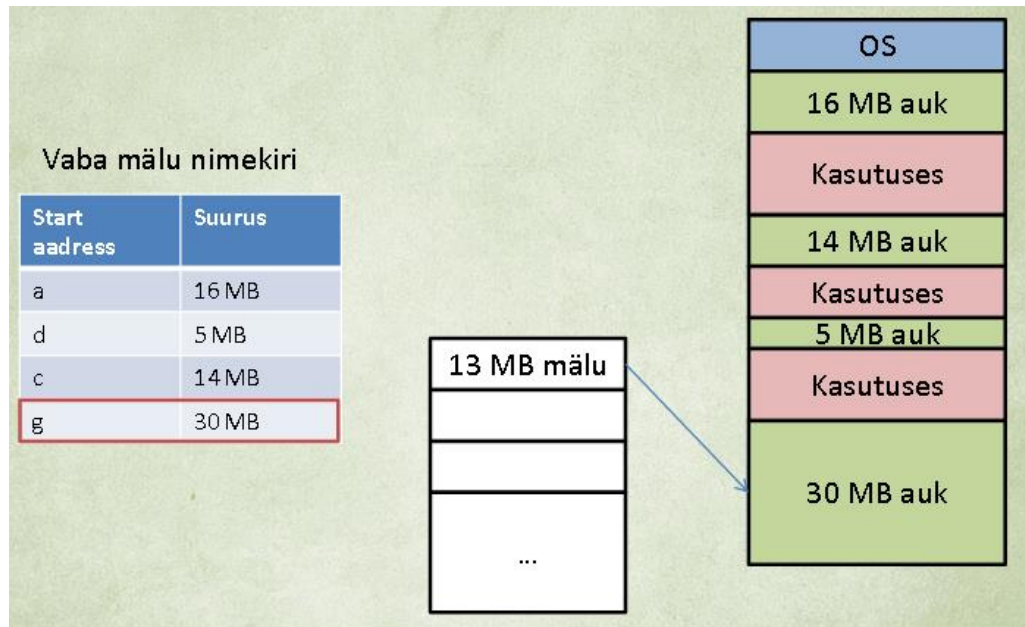 Vaba mälu nimekiri
Start aadress Suurus
a 16 MB
d 5 MB
c 14 MB
g 30 MB
13 MB mälu
...
OS
16 MB auk
Kasutuses
14 MB auk
Kasutuses
5 MB auk
Kasutuses
30 MB auk